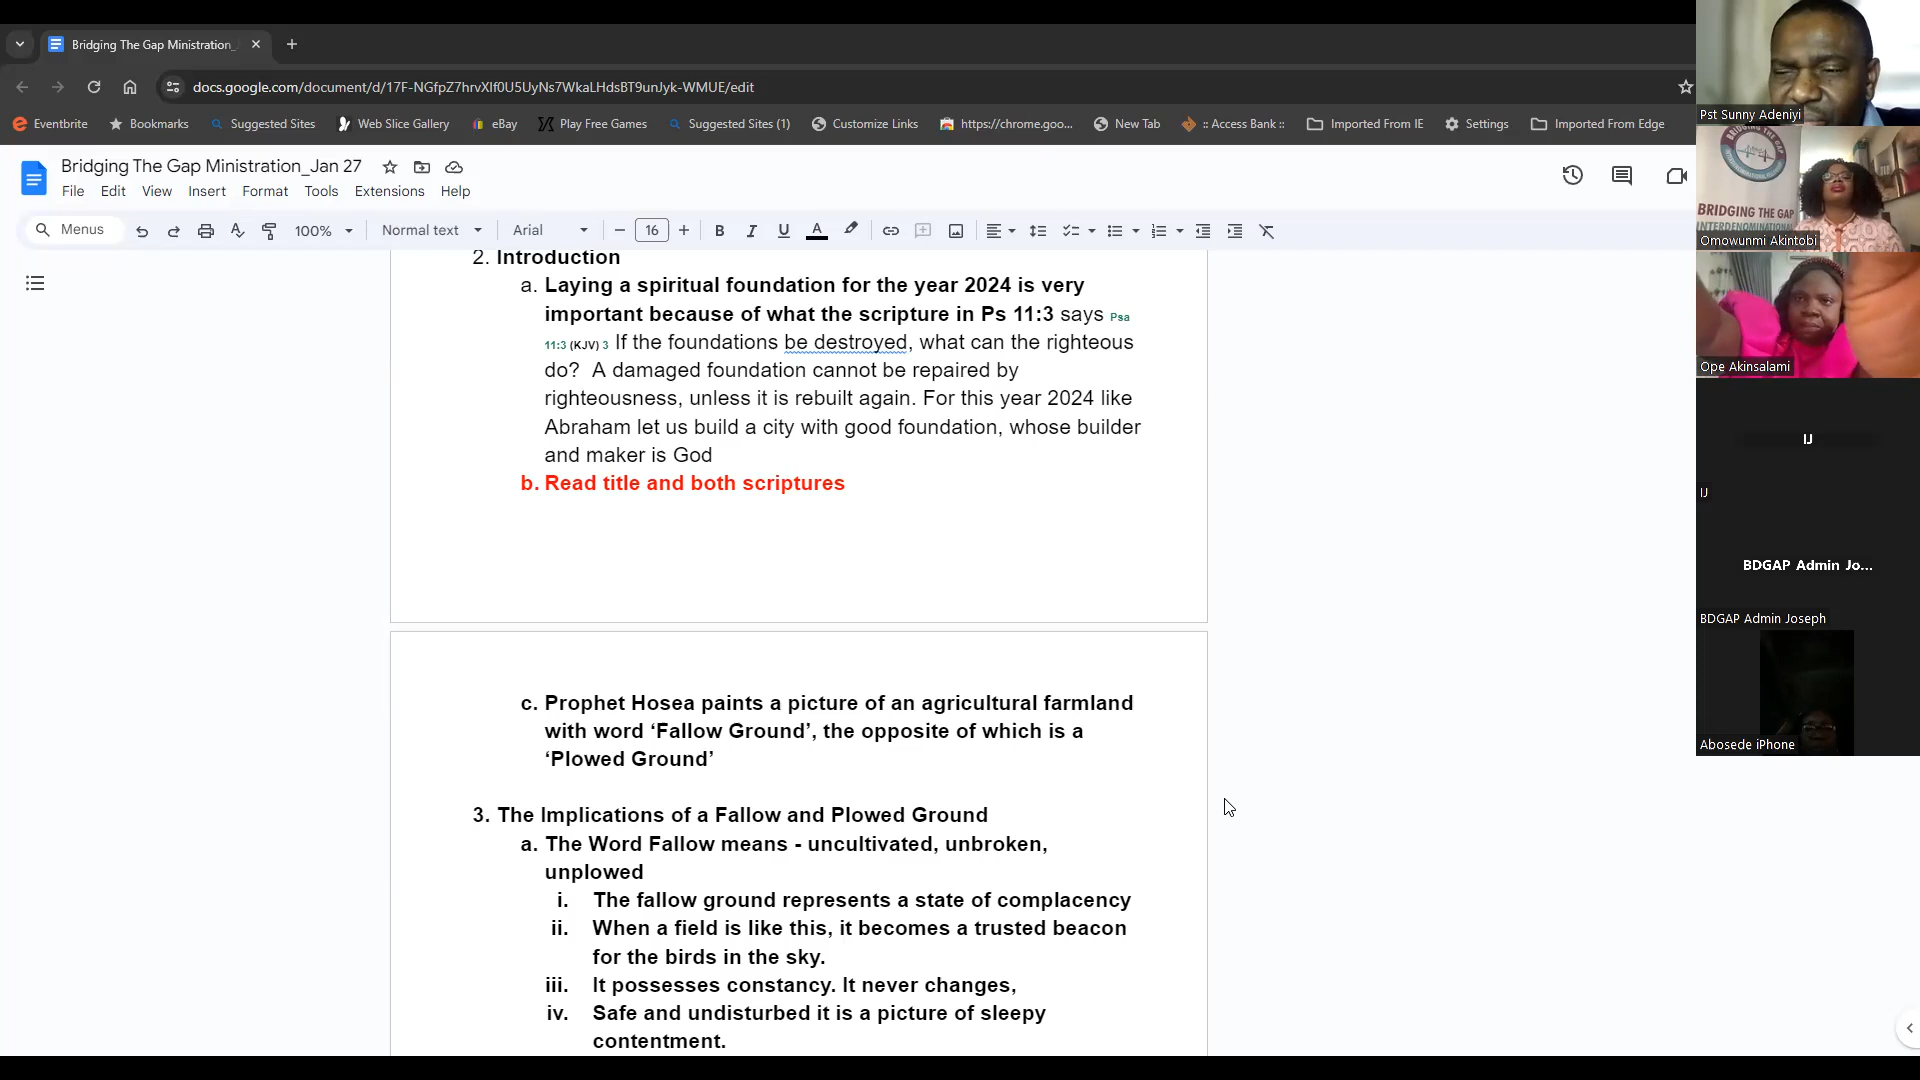 Bridging The Gap Ministration_
docs.google.com/document/d/17F-NGfpZ7hrvXIf0U5UyNs7WkaLHdsBT9unJyk-WMUE/edit
Eventbrite Bookmarks Suggested Sites Web Slice Gallery eBay Play Free Games Suggested Sites (1) Customize Links https://chrome.goo... New Tab :: Access Bank :: Imported From IE Settings Imported From Edge
Bridging The Gap Ministration_Jan 27
File Edit View Insert Format Tools Extensions Help
Menus 100% Normal text Arial 16 B I U A
2. Introduction
a. Laying a spiritual foundation for the year 2024 is very
important because of what the scripture in Ps 11:3 says Psa
11:3 (KJV) 3 If the foundations be destroyed, what can the righteous
do? A damaged foundation cannot be repaired by
righteousness, unless it is rebuilt again. For this year 2024 like
Abraham let us build a city with good foundation, whose builder
and maker is God
b. Read title and both scriptures
c. Prophet Hosea paints a picture of an agricultural farmland
with word ‘Fallow Ground’, the opposite of which is a
‘Plowed Ground’
3. The Implications of a Fallow and Plowed Ground
a. The Word Fallow means - uncultivated, unbroken,
unplowed
i. The fallow ground represents a state of complacency
ii. When a field is like this, it becomes a trusted beacon
for the birds in the sky.
iii. It possesses constancy. It never changes,
iv. Safe and undisturbed it is a picture of sleepy
contentment.
Pst Sunny Adeniyi
BRIDGING THE GAP
BRIDGING THE GAP
INTERDENOMINATIONAL
Omowunmi Akintobi
Ope Akinsalami
IJ
IJ
BDGAP Admin Jo...
BDGAP Admin Joseph
Abosede iPhone